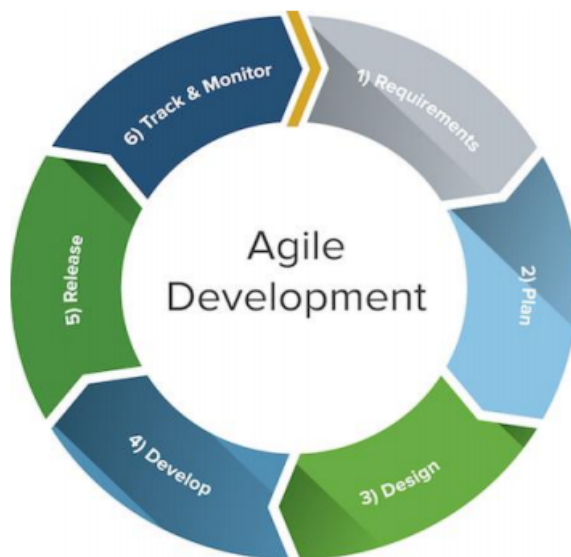 Agile
Development
1) Requirements
2) Plan
3) Design
4) Develop
5) Release
6) Track & Monitor